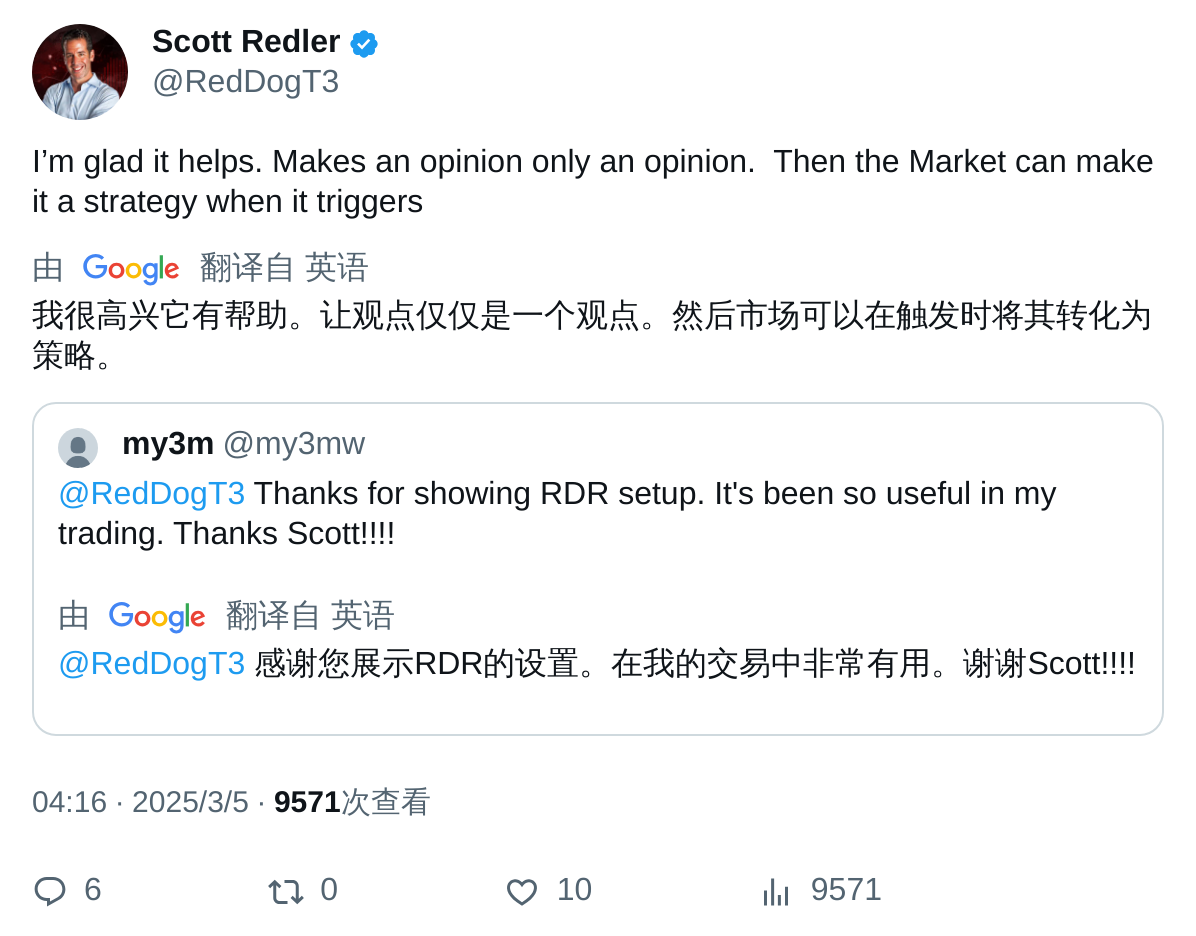 Scott Redler
@RedDogT3
I’m glad it helps. Makes an opinion only an opinion.  Then the Market can make
it a strategy when it triggers
由 Google 翻译自 英语
我很高兴它有帮助。让观点仅仅是一个观点。然后市场可以在触发时将其转化为
策略。
my3m @my3mw
@RedDogT3 Thanks for showing RDR setup. It's been so useful in my
trading. Thanks Scott!!!!
由 Google 翻译自 英语
@RedDogT3 感谢您展示RDR的设置。在我的交易中非常有用。谢谢Scott!!!!
04:16 · 2025/3/5 · 9571次查看
6 0 10 9571